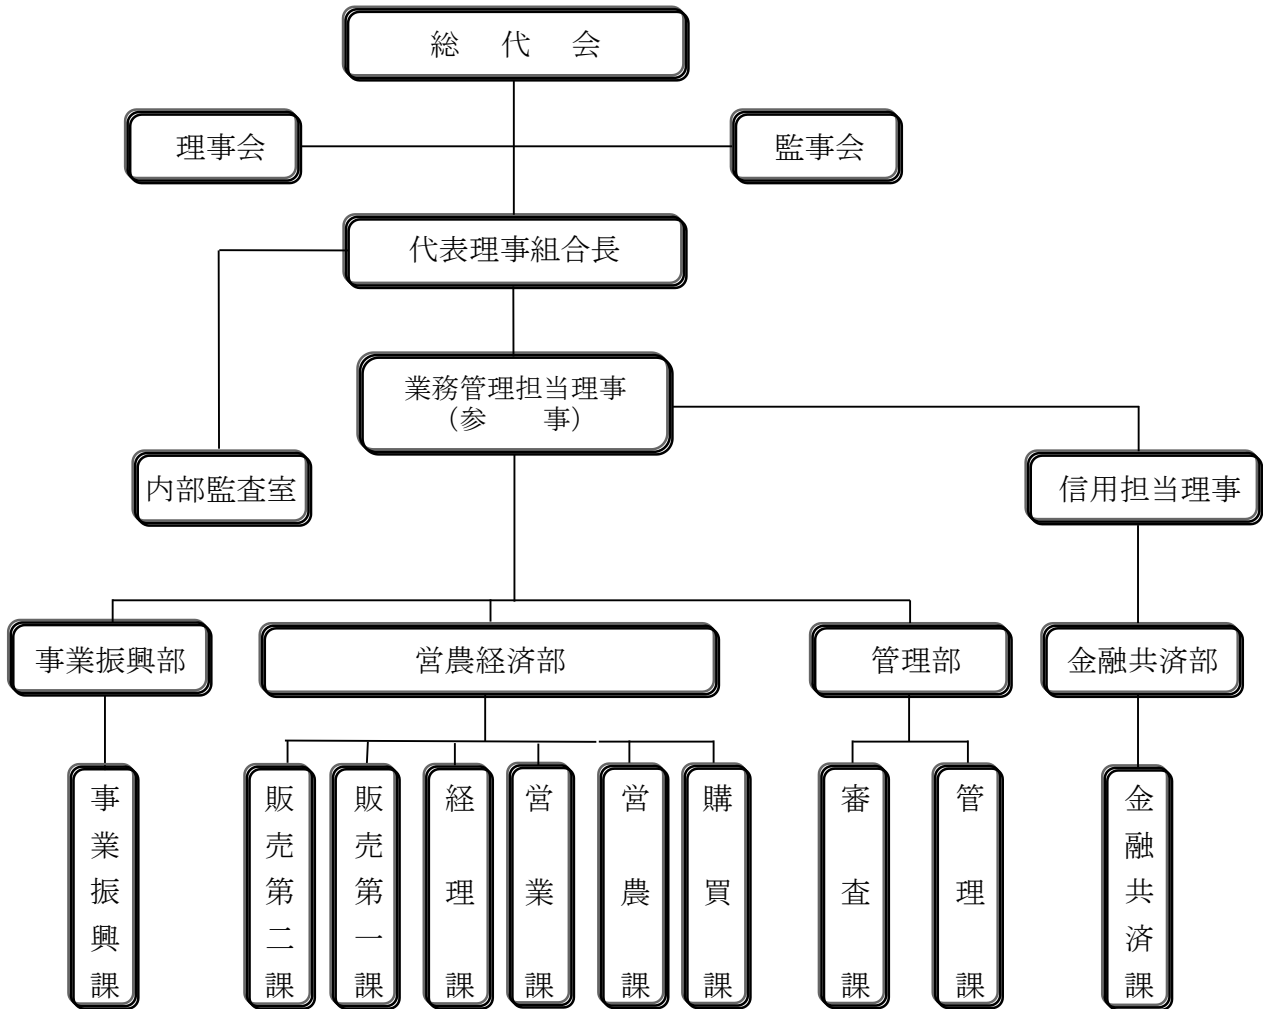 総 代 会
理事会
監事会
代表理事組合長
業務管理担当理事
(参 事)
内部監査室
信用担当理事
事業振興部
営農経済部
管理部
金融共済部
事業振興課
販売第二課
販売第一課
経理課
営業課
営農課
購買課
審査課
管理課
金融共済課